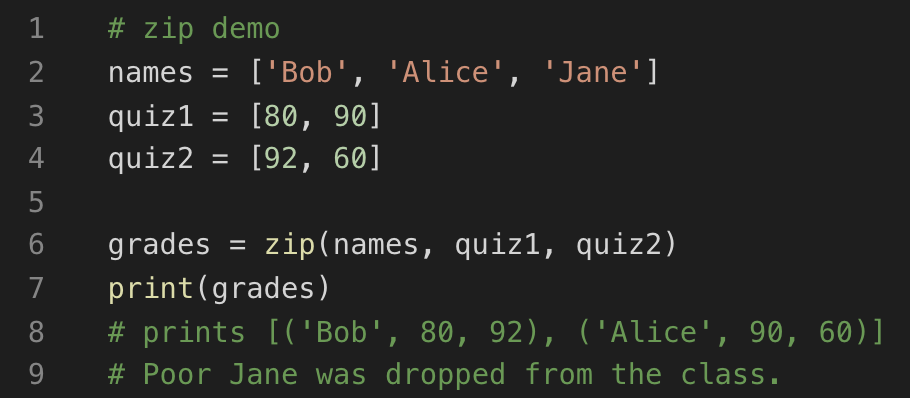 1 # zip demo
2 names = ['Bob', 'Alice', 'Jane']
3 quiz1 = [80, 90]
4 quiz2 = [92, 60]
5
6 grades = zip(names, quiz1, quiz2)
7 print(grades)
8 # prints [('Bob', 80, 92), ('Alice', 90, 60)]
9 # Poor Jane was dropped from the class.